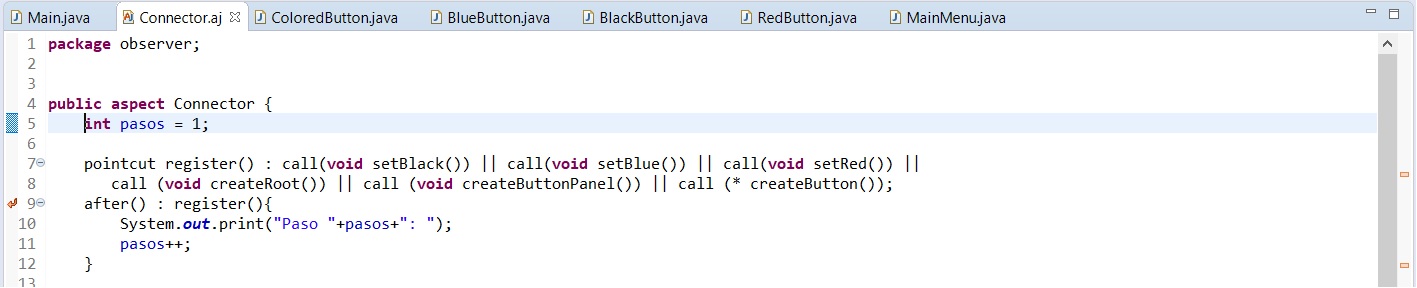 Main.java Connector.aj ColoredButton.java BlueButton.java BlackButton.java RedButton.java MainMenu.java
1 package observer;
2
3
4 public aspect Connector {
5 int pasos = 1;
6
7 pointcut register() : call(void setBlack()) || call(void setBlue()) || call(void setRed()) ||
8 call (void createRoot()) || call (void createButtonPanel()) || call (* createButton());
9 after() : register(){
10 System.out.print("Paso "+pasos+": ");
11 pasos++;
12 }
13